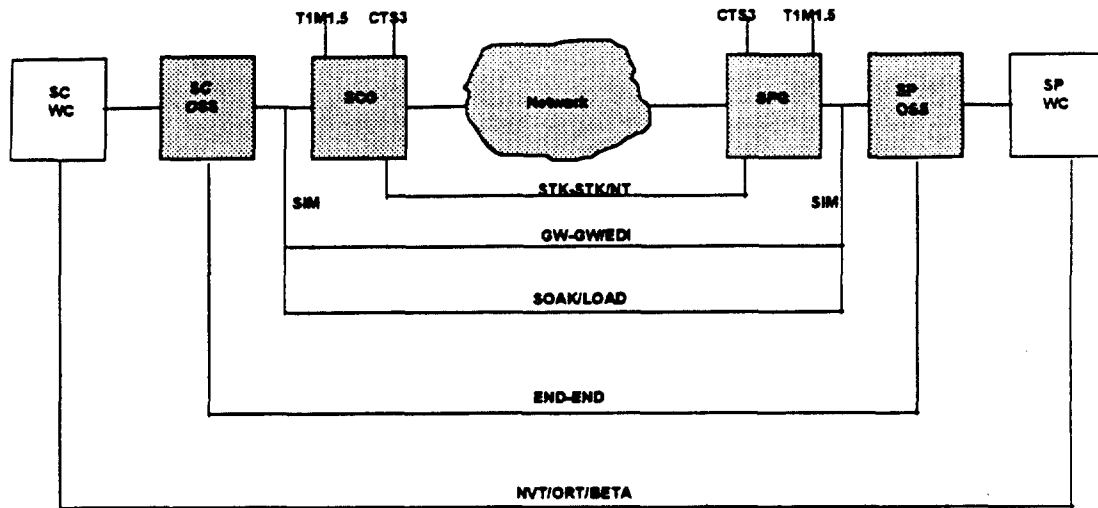 T1M1.5
CTS3
CTS3
T1M1.5
SC
WC
SC
OSS
SCG
Network
SPG
SP
OSS
SP
WC
STK-STK/NT
SIM
SIM
GW-GW/EDI
SOAK/LOAD
END-END
NVT/ORT/BETA